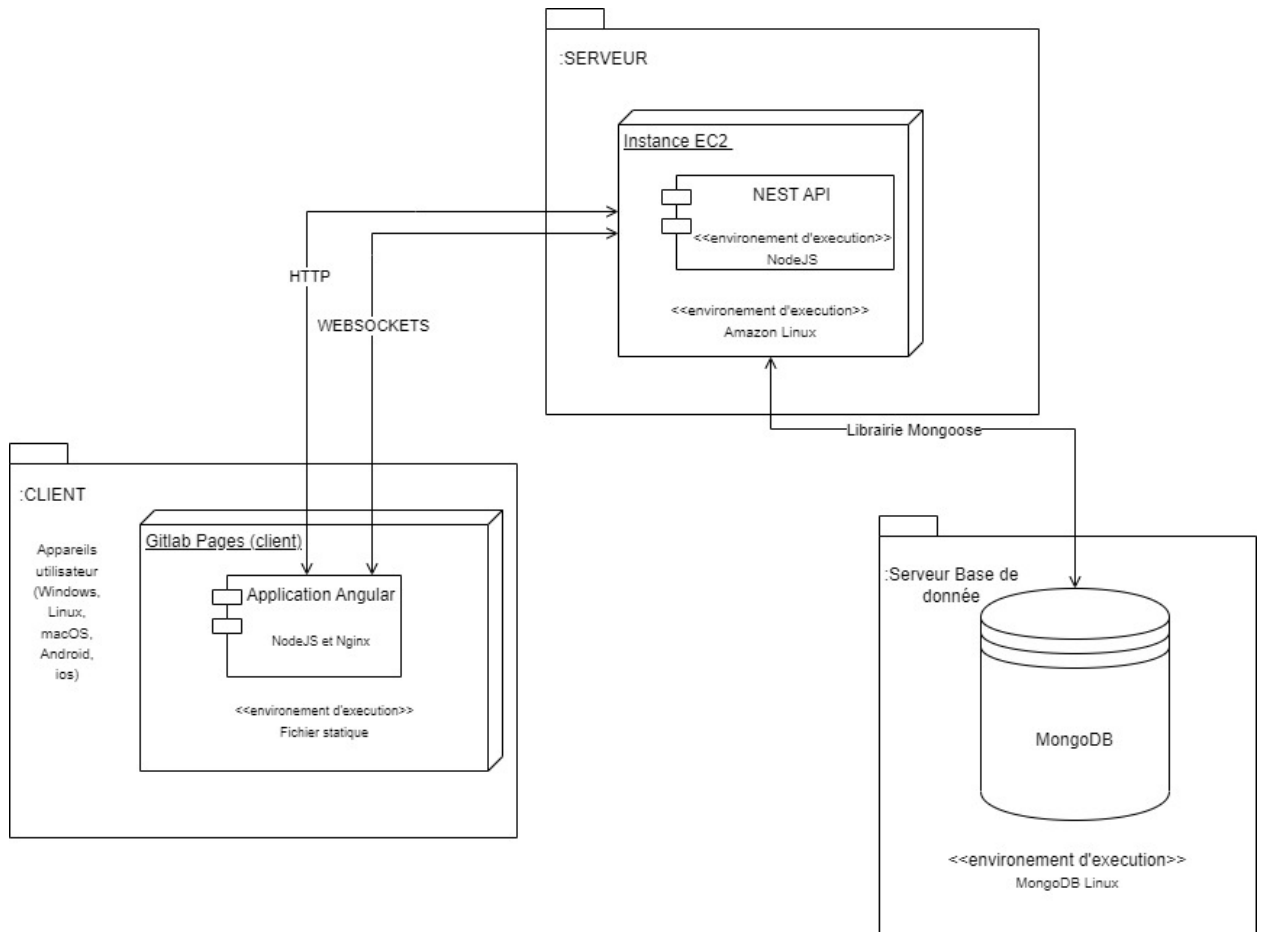 :SERVEUR
Instance EC2
NEST API
<<environement d'execution>>
NodeJS
<<environement d'execution>>
Amazon Linux
HTTP
WEBSOCKETS
Librairie Mongoose
:CLIENT
Appareils
utilisateur
(Windows,
Linux,
macOS,
Android,
ios)
Gitlab Pages (client)
Application Angular
NodeJS et Nginx
<<environement d'execution>>
Fichier statique
:Serveur Base de
donnée
MongoDB
<<environement d'execution>>
MongoDB Linux